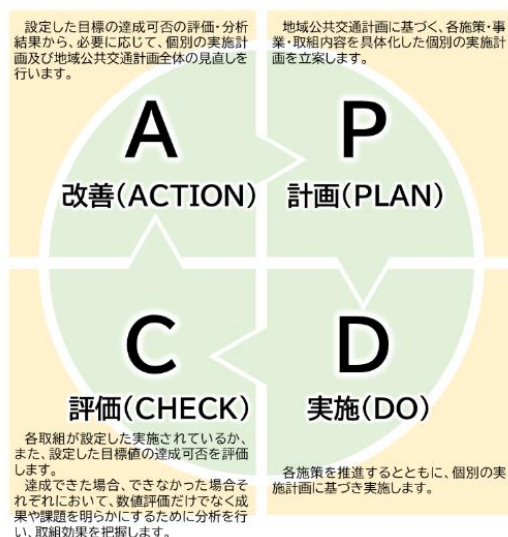 設定した目標の達成可否の評価・分析
結果から、必要に応じて、個別の実施計
画及び地域公共交通計画全体の見直しを
行います。
A
改善(ACTION)
地域公共交通計画に基づく、各施策・事
業・取組内容を具体化した個別の実施計
画を立案します。
P
計画(PLAN)
C
評価(CHECK)
各取組が設定した実施されているか、
また、設定した目標値の達成可否を評価
します。
達成できた場合、できなかった場合そ
れぞれにおいて、数値評価だけでなく成
果や課題を明らかにするために分析を行
い、取組効果を把握します。
D
実施(DO)
各施策を推進するとともに、個別の実
施計画に基づき実施します。